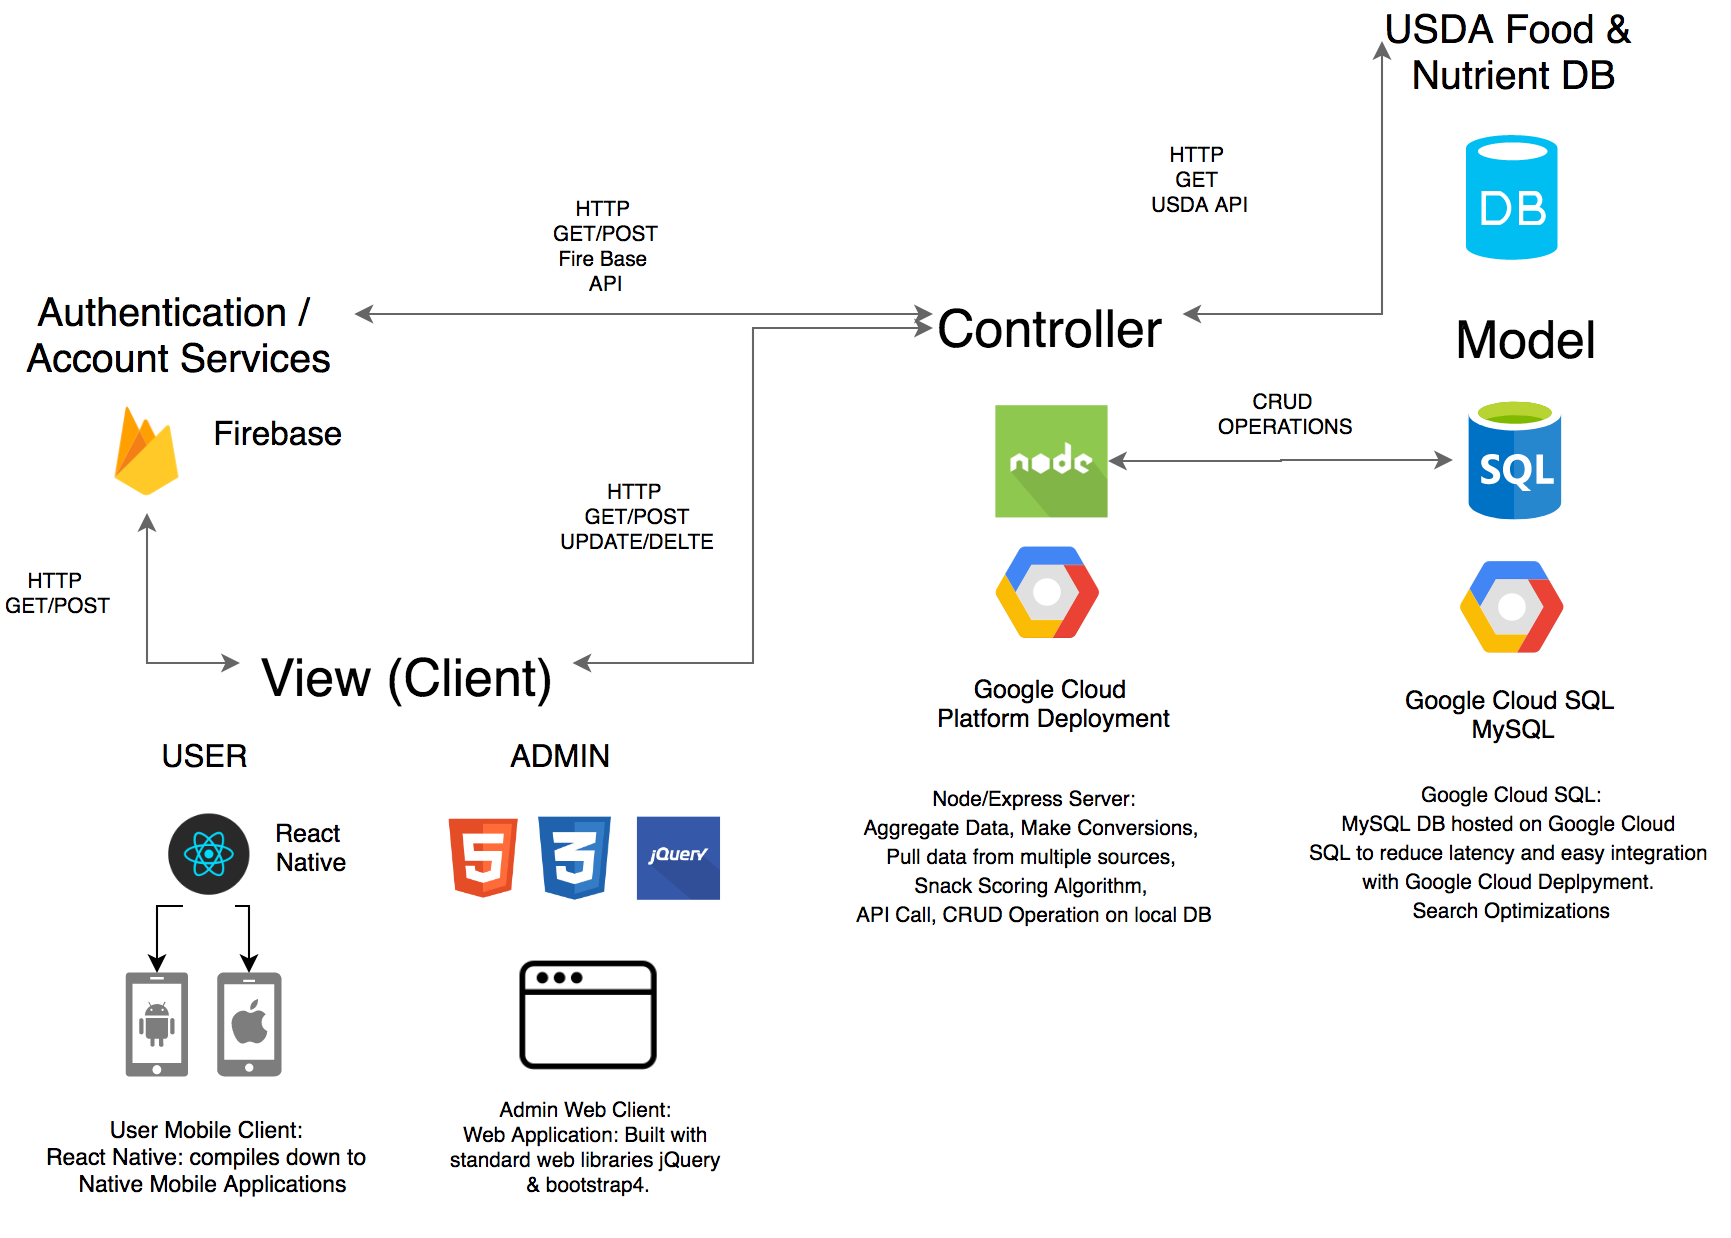 USDA Food &
Nutrient DB
DB
HTTP
GET
USDA API
HTTP
GET/POST
Fire Base
API
Authentication /
Account Services
Firebase
Controller
Model
CRUD
OPERATIONS
node
SQL
HTTP
GET/POST
UPDATE/DELTE
HTTP
GET/POST
View (Client)
Google Cloud
Platform Deployment
Google Cloud SQL
MySQL
USER
ADMIN
React
Native
5
3
jQuery
Node/Express Server:
Aggregate Data, Make Conversions,
Pull data from multiple sources,
Snack Scoring Algorithm,
API Call, CRUD Operation on local DB
Google Cloud SQL:
MySQL DB hosted on Google Cloud
SQL to reduce latency and easy integration
with Google Cloud Deplpyment.
Search Optimizations
User Mobile Client:
React Native: compiles down to
Native Mobile Applications
Admin Web Client:
Web Application: Built with
standard web libraries jQuery
& bootstrap4.